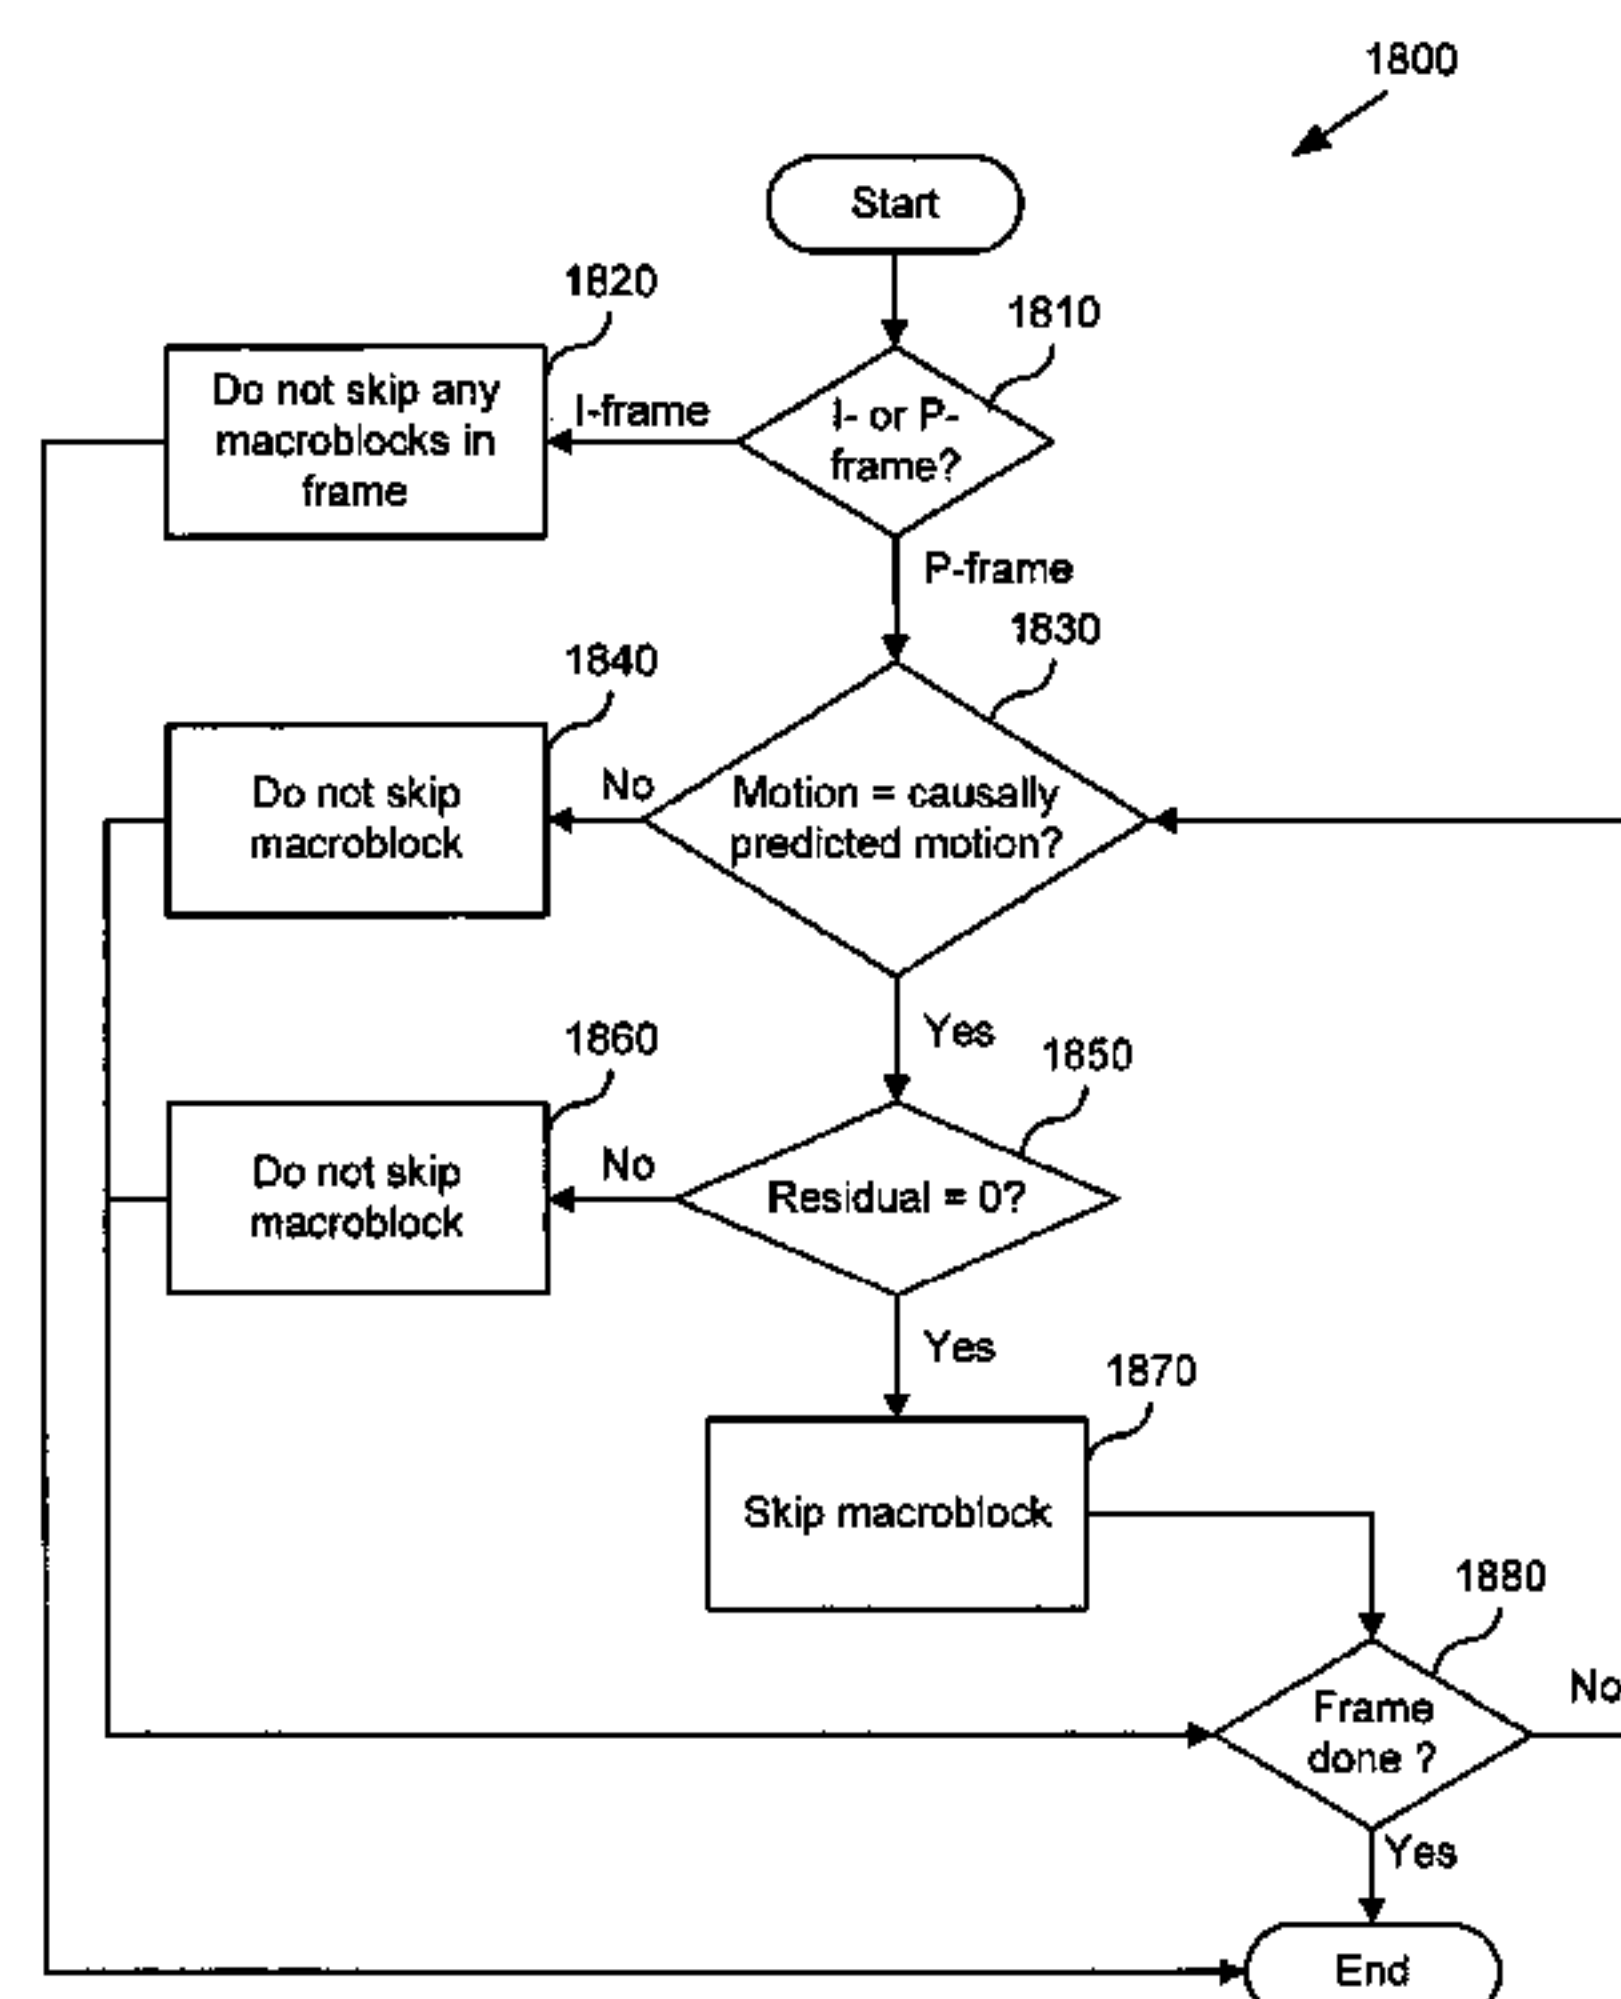 1800
Start
1820
1810
Do not skip any
macroblocks in
frame
I-frame
I- or P-
frame?
P-frame
1830
1840
Do not skip
macroblock
No
Motion = causally
predicted motion?
Yes
1850
1860
Do not skip
macroblock
No
Residual = 0?
Yes
1870
Skip macroblock
1880
Frame
done ?
No
Yes
End